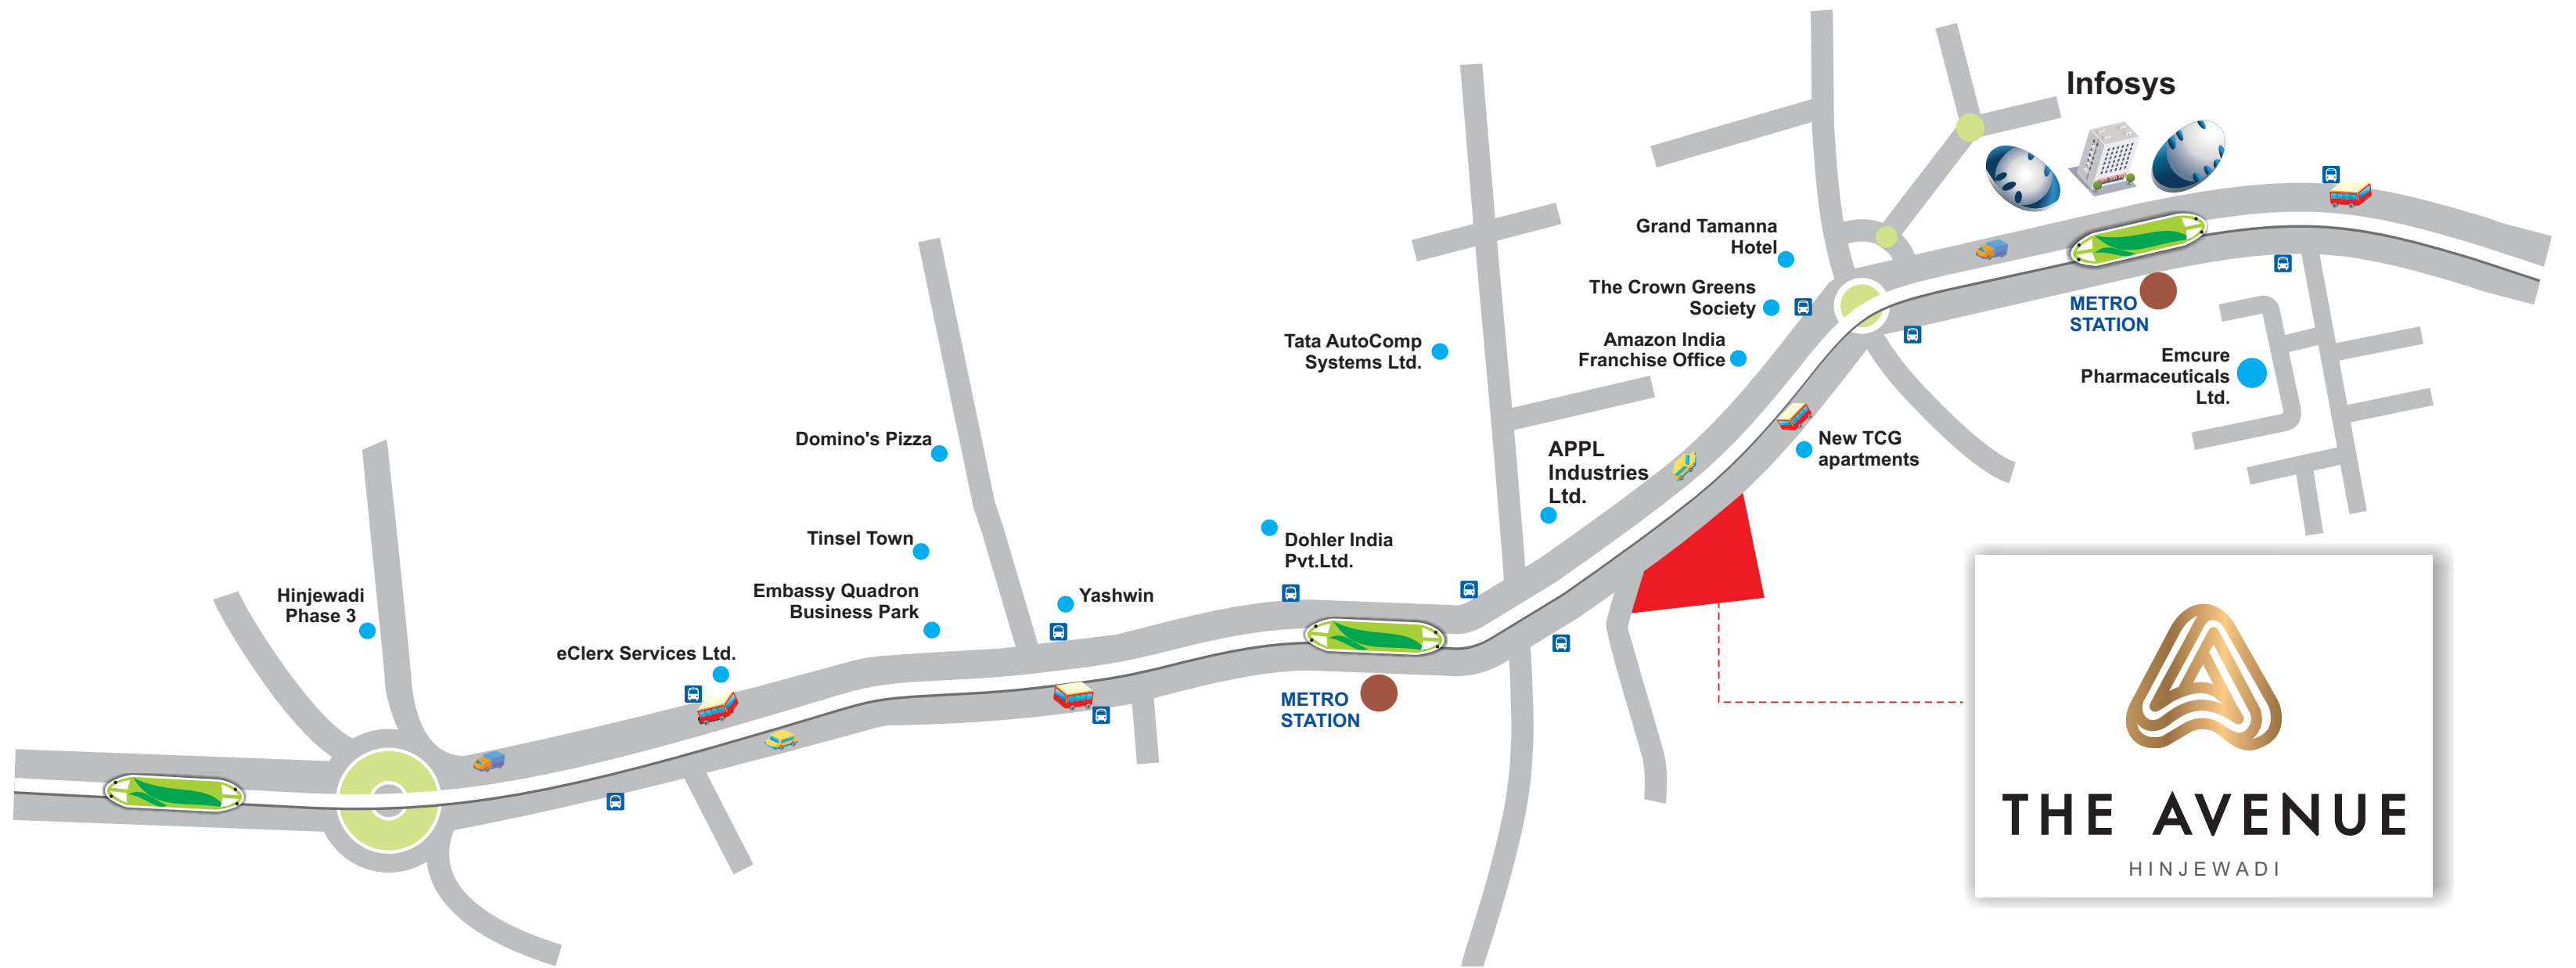 Infosys
Grand Tamanna
Hotel
The Crown Greens
Society
METRO
STATION
Tata AutoComp
Systems Ltd.
Amazon India
Franchise Office
Emcure
Pharmaceuticals
Ltd.
Domino's Pizza
New TCG
apartments
APPL
Industries
Ltd.
Tinsel Town
Dohler India
Pvt.Ltd.
Hinjewadi
Phase 3
Embassy Quadron
Business Park
Yashwin
eClerx Services Ltd.
METRO
STATION
THE AVENUE
HINJEWADI